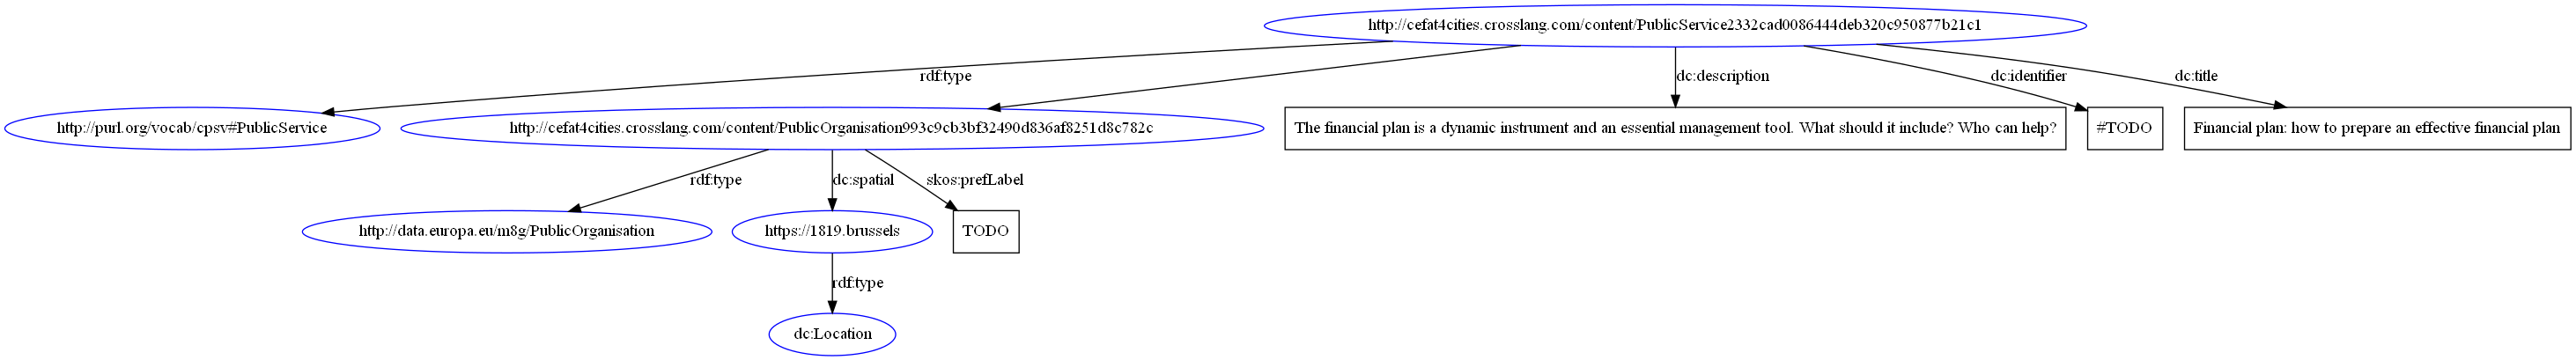 http://cefat4cities.crosslang.com/content/PublicService2332cad0086444deb320c950877b21c1
rdf:type
dc:description
dc:identifier
dc:title
http://purl.org/vocab/cpsv#PublicService
http://cefat4cities.crosslang.com/content/PublicOrganisation993c9cb3bf32490d836af8251d8c782c
The financial plan is a dynamic instrument and an essential management tool. What should it include? Who can help?
#TODO
Financial plan: how to prepare an effective financial plan
rdf:type
dc:spatial
skos:prefLabel
http://data.europa.eu/m8g/PublicOrganisation
https://1819.brussels
TODO
rdf:type
dc:Location